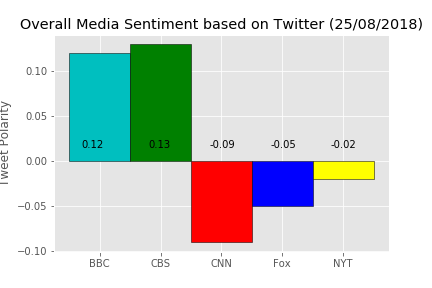 Overall Media Sentiment based on Twitter (25/08/2018)
Tweet Polarity
0.10
0.05
0.00
−0.05
−0.10
0.12
0.13
-0.09
-0.05
-0.02
BBC
CBS
CNN
Fox
NYT